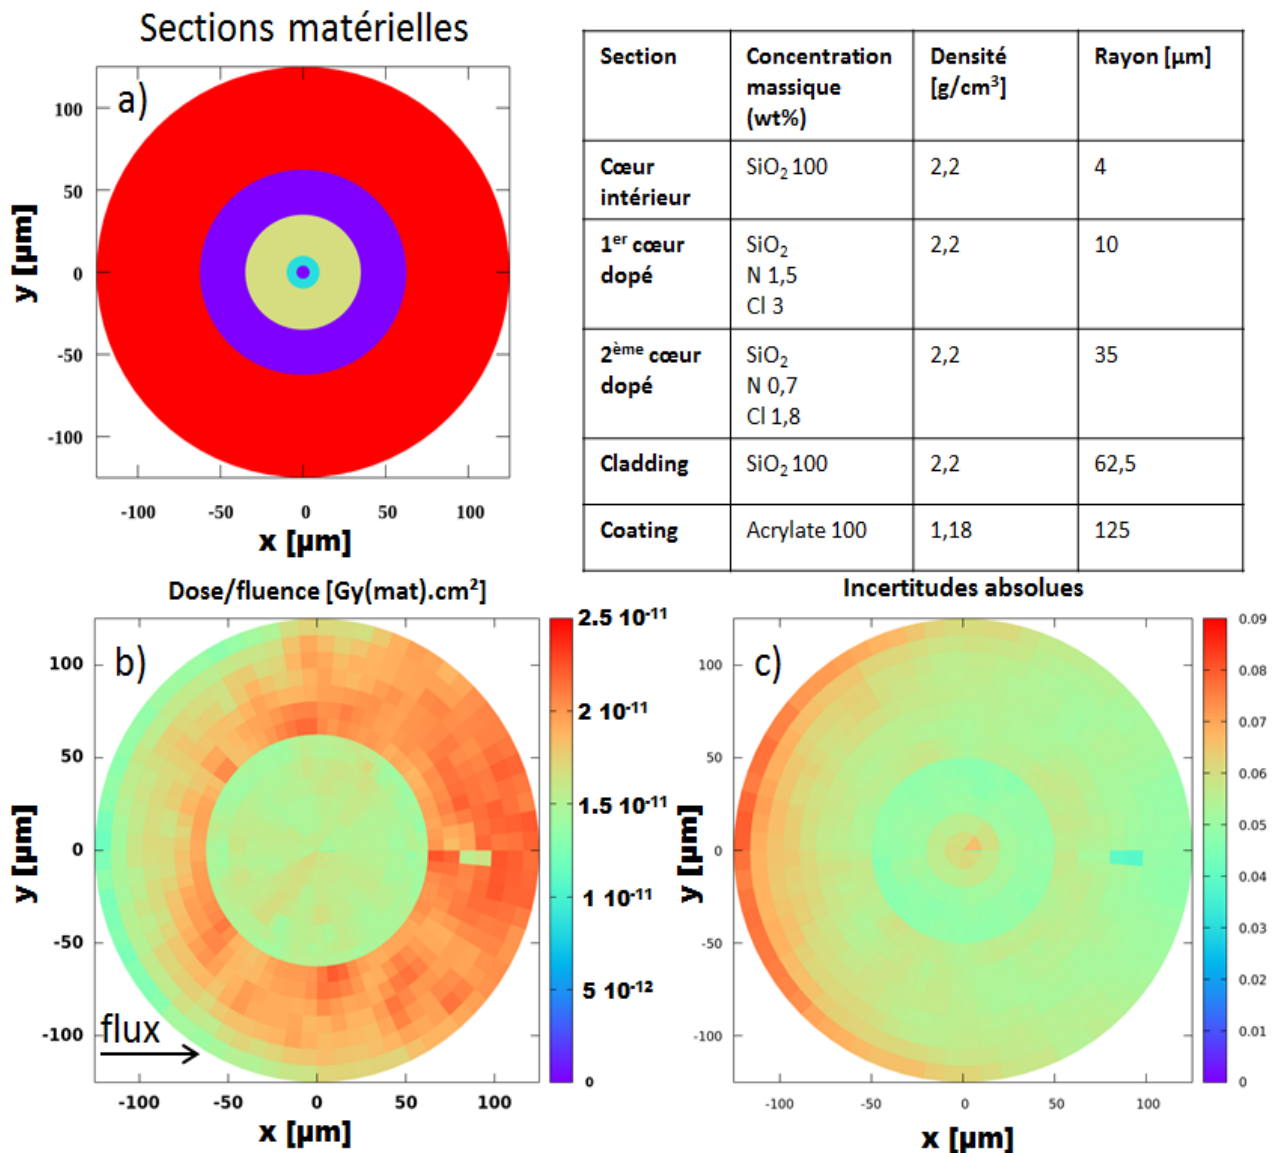 Sections matérielles
a)
100
50
0
-50
-100
y [µm]
-100 -50 0 50 100
x [µm]
Section Concentration massique (wt%) Densité [g/cm³] Rayon [µm]
Cœur intérieur SiO₂ 100 2,2 4
1er cœur dopé SiO₂ N 1,5 Cl 3 2,2 10
2ème cœur dopé SiO₂ N 0,7 Cl 1,8 2,2 35
Cladding SiO₂ 100 2,2 62,5
Coating Acrylate 100 1,18 125
Dose/fluence [Gy(mat).cm²]
b)
100
50
0
-50
-100
y [µm]
flux
-100 -50 0 50 100
x [µm]
2.5 10⁻¹¹
2 10⁻¹¹
1.5 10⁻¹¹
1 10⁻¹¹
5 10⁻¹²
0
Incertitudes absolues
c)
100
50
0
-50
-100
y [µm]
-100 -50 0 50 100
x [µm]
0.09
0.08
0.07
0.06
0.05
0.04
0.03
0.02
0.01
0